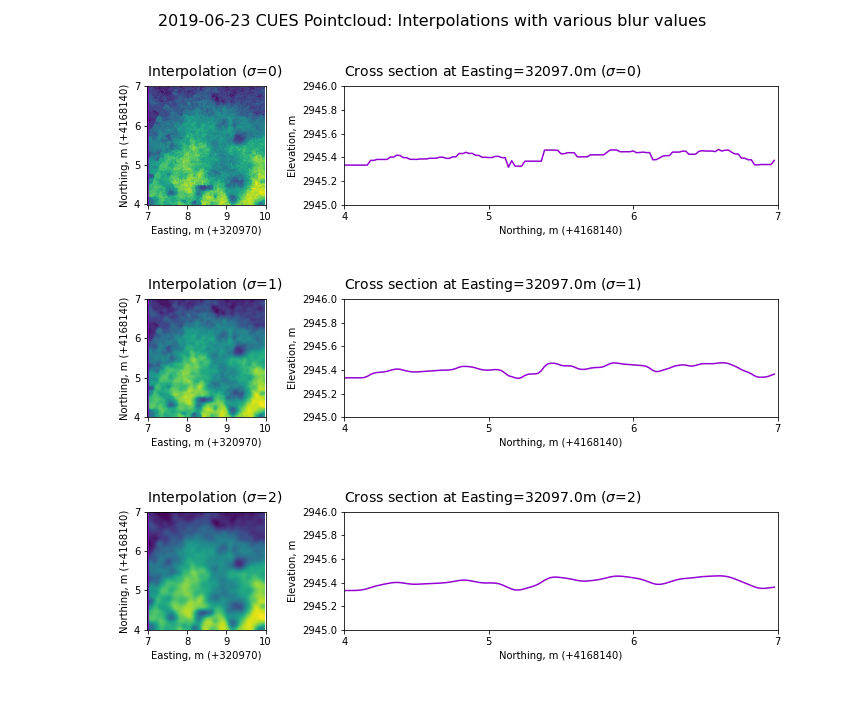 2019-06-23 CUES Pointcloud: Interpolations with various blur values
Interpolation (σ=0)
Northing, m (+4168140)
7
6
5
4
7 8 9 10
Easting, m (+320970)
Cross section at Easting=32097.0m (σ=0)
Elevation, m
2946.0
2945.8
2945.6
2945.4
2945.2
2945.0
4 5 6 7
Northing, m (+4168140)
Interpolation (σ=1)
Northing, m (+4168140)
7
6
5
4
7 8 9 10
Easting, m (+320970)
Cross section at Easting=32097.0m (σ=1)
Elevation, m
2946.0
2945.8
2945.6
2945.4
2945.2
2945.0
4 5 6 7
Northing, m (+4168140)
Interpolation (σ=2)
Northing, m (+4168140)
7
6
5
4
7 8 9 10
Easting, m (+320970)
Cross section at Easting=32097.0m (σ=2)
Elevation, m
2946.0
2945.8
2945.6
2945.4
2945.2
2945.0
4 5 6 7
Northing, m (+4168140)